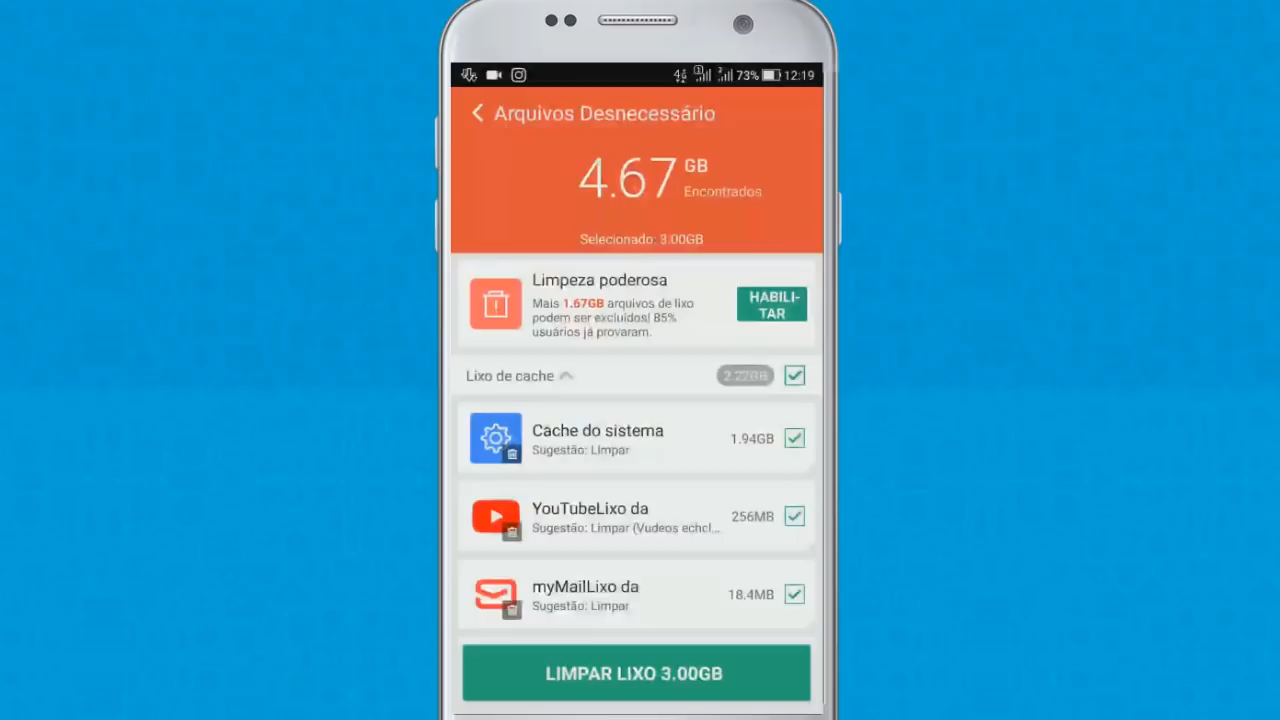 73% 12:19
Arquivos Desnecessário
4.67 GB
Encontrados
Selecionado: 3.00GB
Limpeza poderosa
Mais 1.67GB arquivos de lixo
podem ser excluídos! 85%
usuários já provaram.
HABILI-
TAR
Lixo de cache 2.22GB
Cache do sistema
1.94GB
Sugestão: Limpar
YouTubeLixo da
256MB
Sugestão: Limpar (Vudeos echcl...
myMailLixo da
18.4MB
Sugestão: Limpar
LIMPAR LIXO 3.00GB